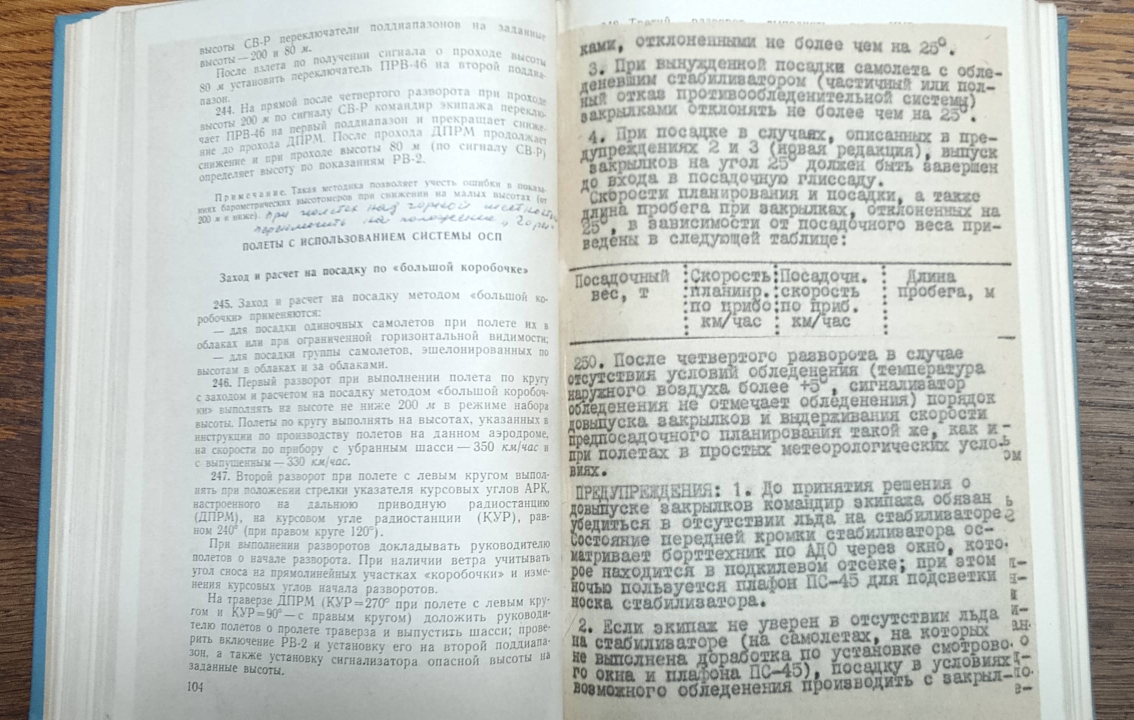 высоты СВ-Р переключатели поддиапазонов на заданные
высоты — 200 и 80 м.
После взлета по получении сигнала о проходе высоты
80 м установить переключатель ПРВ-46 на второй поддиа-
пазон.
244. На прямой после четвертого разворота при проходе
высоты 200 м по сигналу СВ-Р командир экипажа переклю-
чает ПРВ-46 на первый поддиапазон и прекращает сниже-
ние до прохода ДПРМ. После прохода ДПРМ продолжает
снижение и при проходе высоты 80 м (по сигналу СВ-Р)
определяет высоту по показаниям РВ-2.
Примечание. Такая методика позволяет учесть ошибки в показа-
ниях барометрических высотомеров при снижении на малых высотах (от
200 м и ниже). при полетах над горной
ПОЛЕТЫ С ИСПОЛЬЗОВАНИЕМ СИСТЕМЫ ОСП
Заход и расчет на посадку по «большой коробочке»
245. Заход и расчет на посадку методом «большой ко-
робочки» применяются:
— для посадки одиночных самолетов при полете их в
облаках или при ограниченной горизонтальной видимости;
— для посадки группы самолетов, эшелонированных по
высотам в облаках и за облаками.
246. Первый разворот при выполнении полета по кругу
с заходом и расчетом на посадку методом «большой коробоч-
ки» выполнять на высоте не ниже 200 м в режиме набора
высоты. Полеты по кругу выполнять на высотах, указанных в
инструкции по производству полетов на данном аэродроме,
на скорости по прибору с убранным шасси — 350 км/час и
с выпущенным — 330 км/час.
247. Второй разворот при полете с левым кругом выпол-
нять при положении стрелки указателя курсовых углов АРК,
настроенного на дальнюю приводную радиостанцию
(ДПРМ), на курсовом угле радиостанции (КУР), рав-
ном 240° (при правом круге 120°).
При выполнении разворотов докладывать руководителю
полетов о начале разворота. При наличии ветра учитывать
угол сноса на прямолинейных участках «коробочки» и изме-
нения курсовых углов начала разворотов.
На траверзе ДПРМ (КУР=270° при полете с левым кру-
гом и КУР=90° — с правым кругом) доложить руководи-
телю полетов о пролете траверза и выпустить шасси; прове-
рить включение РВ-2 и установку его на второй поддиапа-
зон, а также установку сигнализатора опасной высоты на
заданные высоты.
104
ками, отклоненными не более чем на 25°.
3. При вынужденной посадки самолета с обле-
деневшим стабилизатором (частичный или пол-
ный отказ противообледенительной системы)
закрылками отклонять не более чем на 25°.
4. При посадке в случаях, описанных в пре-
дупреждениях 2 и 3 (новая редакция), выпуск
закрылков на угол 25° должен быть завершен
до входа в посадочную глиссаду.
Скорости планирования и посадки, а также
длина пробега при закрылках, отклоненных на
25°, в зависимости от посадочного веса при-
ведены в следующей таблице:
Посадочный Скорость Посадочн. Длина
вес, т планир. скорость пробега, м
по прибо по приб.
км/час км/час
250. После четвертого разворота в случае
отсутствия условий обледенения (температура
наружного воздуха более +5°, сигнализатор
обледенения не отмечает обледенения) порядок
довыпуска закрылков и выдерживания скорости
предпосадочного планирования такой же, как и
при полетах в простых метеорологических усло-
виях.
ПРЕДУПРЕЖДЕНИЯ: 1. До принятия решения о
довыпуске закрылков командир экипажа обязан
убедиться в отсутствии льда на стабилизаторе
Состояние передней кромки стабилизатора ос-
матривает борттехник по АДО через окно, кото-
рое находится в подкилевом отсеке; при этом
ночью пользуется плафон ПС-45 для подсветки
носка стабилизатора.
2. Если экипаж не уверен в отсутствии льда
на стабилизаторе (на самолетах, на которых
не выполнена доработка по установке смотрово-
го окна и плафона ПС-45), посадку в условиях
возможного обледенения производить с закрыл-